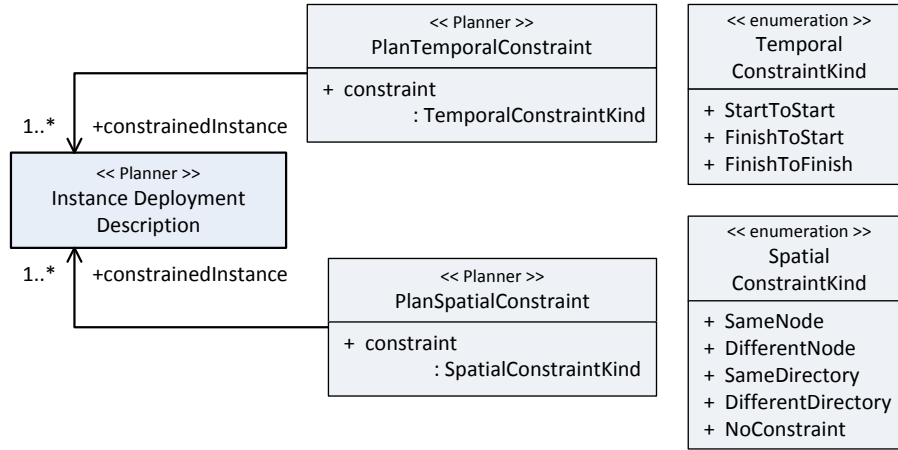 << Planner >>
PlanTemporalConstraint
+ constraint
: TemporalConstraintKind
<< enumeration >>
Temporal
ConstraintKind
+ StartToStart
+ FinishToStart
+ FinishToFinish
1..*
+constrainedInstance
<< Planner >>
Instance Deployment
Description
1..*
+constrainedInstance
<< Planner >>
PlanSpatialConstraint
+ constraint
: SpatialConstraintKind
<< enumeration >>
Spatial
ConstraintKind
+ SameNode
+ DifferentNode
+ SameDirectory
+ DifferentDirectory
+ NoConstraint